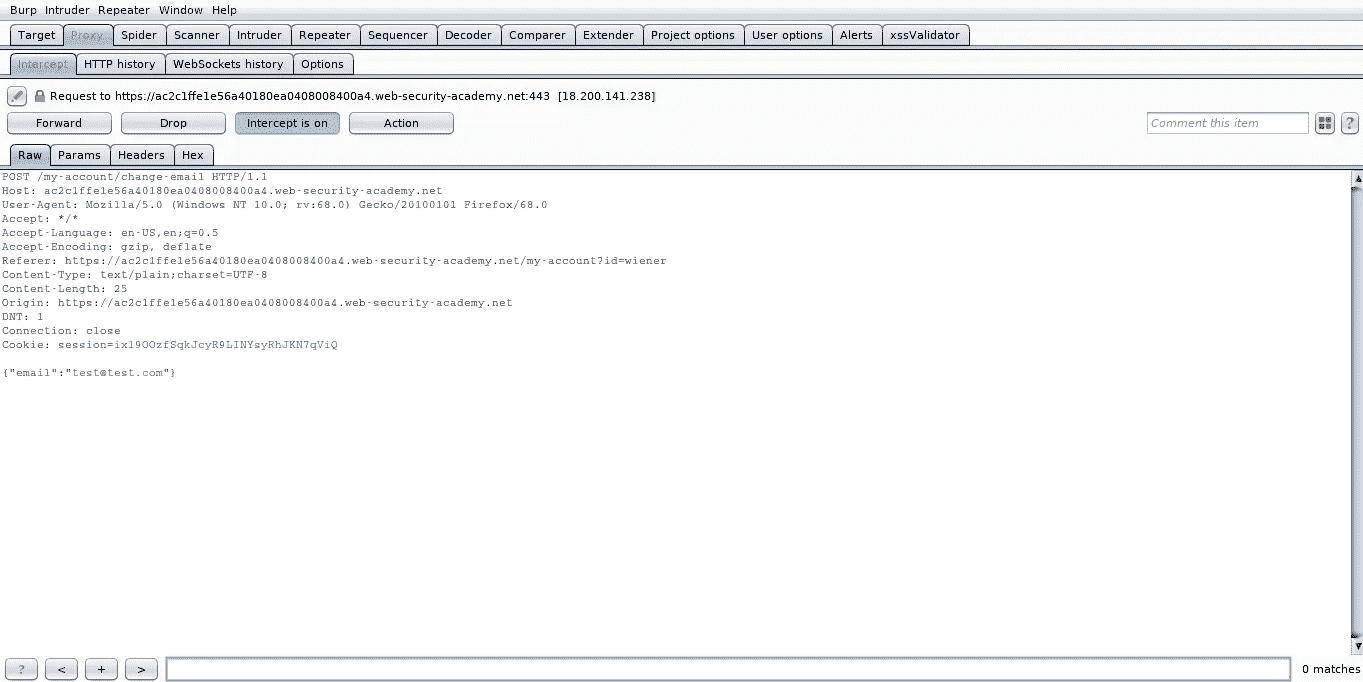 Burp Intruder Repeater Window Help
Target Proxy Spider Scanner Intruder Repeater Sequencer Decoder Comparer Extender Project options User options Alerts xssValidator
Intercept HTTP history WebSockets history Options
Request to https://ac2c1ffe1e56a40180ea0408008400a4.web-security-academy.net:443 [18.200.141.238]
Forward Drop Intercept is on Action Comment this item ?
Raw Params Headers Hex
POST /my-account/change-email HTTP/1.1
Host: ac2c1ffe1e56a40180ea0408008400a4.web-security-academy.net
User-Agent: Mozilla/5.0 (Windows NT 10.0; rv:68.0) Gecko/20100101 Firefox/68.0
Accept: */*
Accept-Language: en-US,en;q=0.5
Accept-Encoding: gzip, deflate
Referer: https://ac2c1ffe1e56a40180ea0408008400a4.web-security-academy.net/my-account?id=wiener
Content-Type: text/plain;charset=UTF-8
Content-Length: 25
Origin: https://ac2c1ffe1e56a40180ea0408008400a4.web-security-academy.net
DNT: 1
Connection: close
Cookie: session=ix19OOzfSqkJcyR9LINYsyRhJKN7qViQ
{"email":"test@test.com"}
? < + > 0 matches